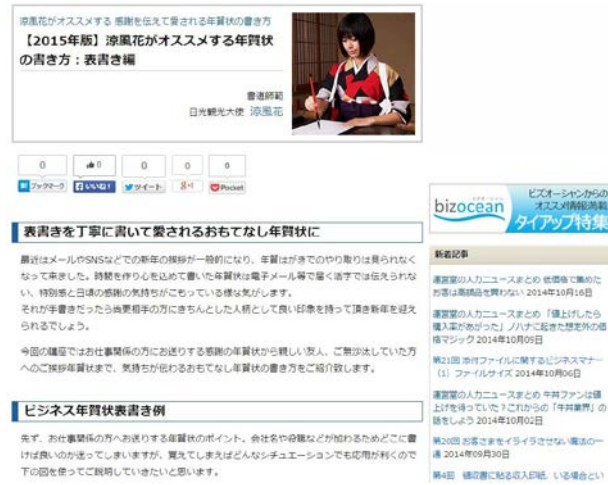 涼風花がオススメする 感謝を伝えて愛される年賀状の書き方
【2015年版】涼風花がオススメする年賀状
の書き方：表書き編
書道師範
日光観光大使 涼風花
0
0
0
0
0
B! ブックマーク
いいね!
ツイート
g+1
Pocket
表書きを丁寧に書いて愛されるおもてなし年賀状に
最近はメールやSNSなどでの新年の挨拶が一般的になり、年賀はがきでのやり取りは見られなく
なって来ました。時間を作り心を込めて書いた年賀状は電子メール等で届く活字では伝えられな
い、特別感と日頃の感謝の気持ちがこもっている様な気がします。
それが手書きだったら尚更相手の方にきちんとした人柄として良い印象を持って頂き新年を迎え
られるでしょう。
今回の講座ではお仕事関係の方にお送りする感謝の年賀状から親しい友人、ご無沙汰していた方
へのご挨拶年賀状まで、気持ちが伝わるおもてなし年賀状の書き方をご紹介致します。
ビジネス年賀状表書き例
先ず、お仕事関係の方へお送りする年賀状のポイント。会社名や役職などが加わるためどこに書
けば良いのか迷ってしまいますが、覚えてしまえばどんなシチュエーションでも応用が利くので
下の図を使ってご説明していきたいと思います。
bizocean
ビズオーシャンからの
オススメ情報満載
タイアップ特集
新着記事
運営堂の人力ニュースまとめ 低価格で集めた
お客は高額品を買わない 2014年10月16日
運営堂の人力ニュースまとめ 「値上げしたら
購入率があがった」ノハナに起きた想定外の価
格マジック 2014年10月09日
第21回 添付ファイルに関するビジネスマナー
（1）ファイルサイズ 2014年10月06日
運営堂の人力ニュースまとめ 牛丼ファンは値
上げを待っていた？これからの「牛丼業界」の
話をしよう 2014年10月02日
第20回 お客さまをイライラさせない魔法の一
通 2014年09月30日
第4回 領収書に貼る収入印紙、いる場合とい